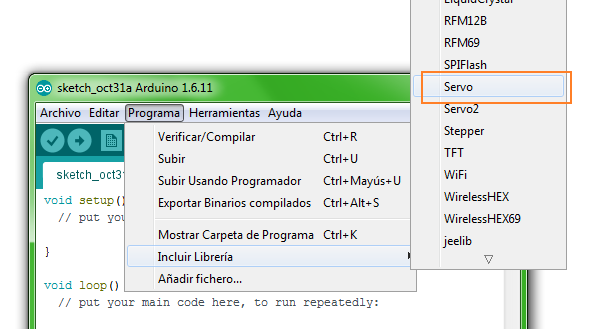 LiquidCrystal
RFM12B
RFM69
SPIFlash
Servo
Servo2
Stepper
TFT
WiFi
WirelessHEX
WirelessHEX69
jeelib
sketch_oct31a Arduino 1.6.11
Archivo Editar Programa Herramientas Ayuda
Verificar/Compilar Ctrl+R
Subir Ctrl+U
Subir Usando Programador Ctrl+Mayús+U
Exportar Binarios compilados Ctrl+Alt+S
Mostrar Carpeta de Programa Ctrl+K
Incluir Librería
Añadir fichero...
sketch_oct31
void setup()
// put you
}
void loop()
// put your main code here, to run repeatedly: